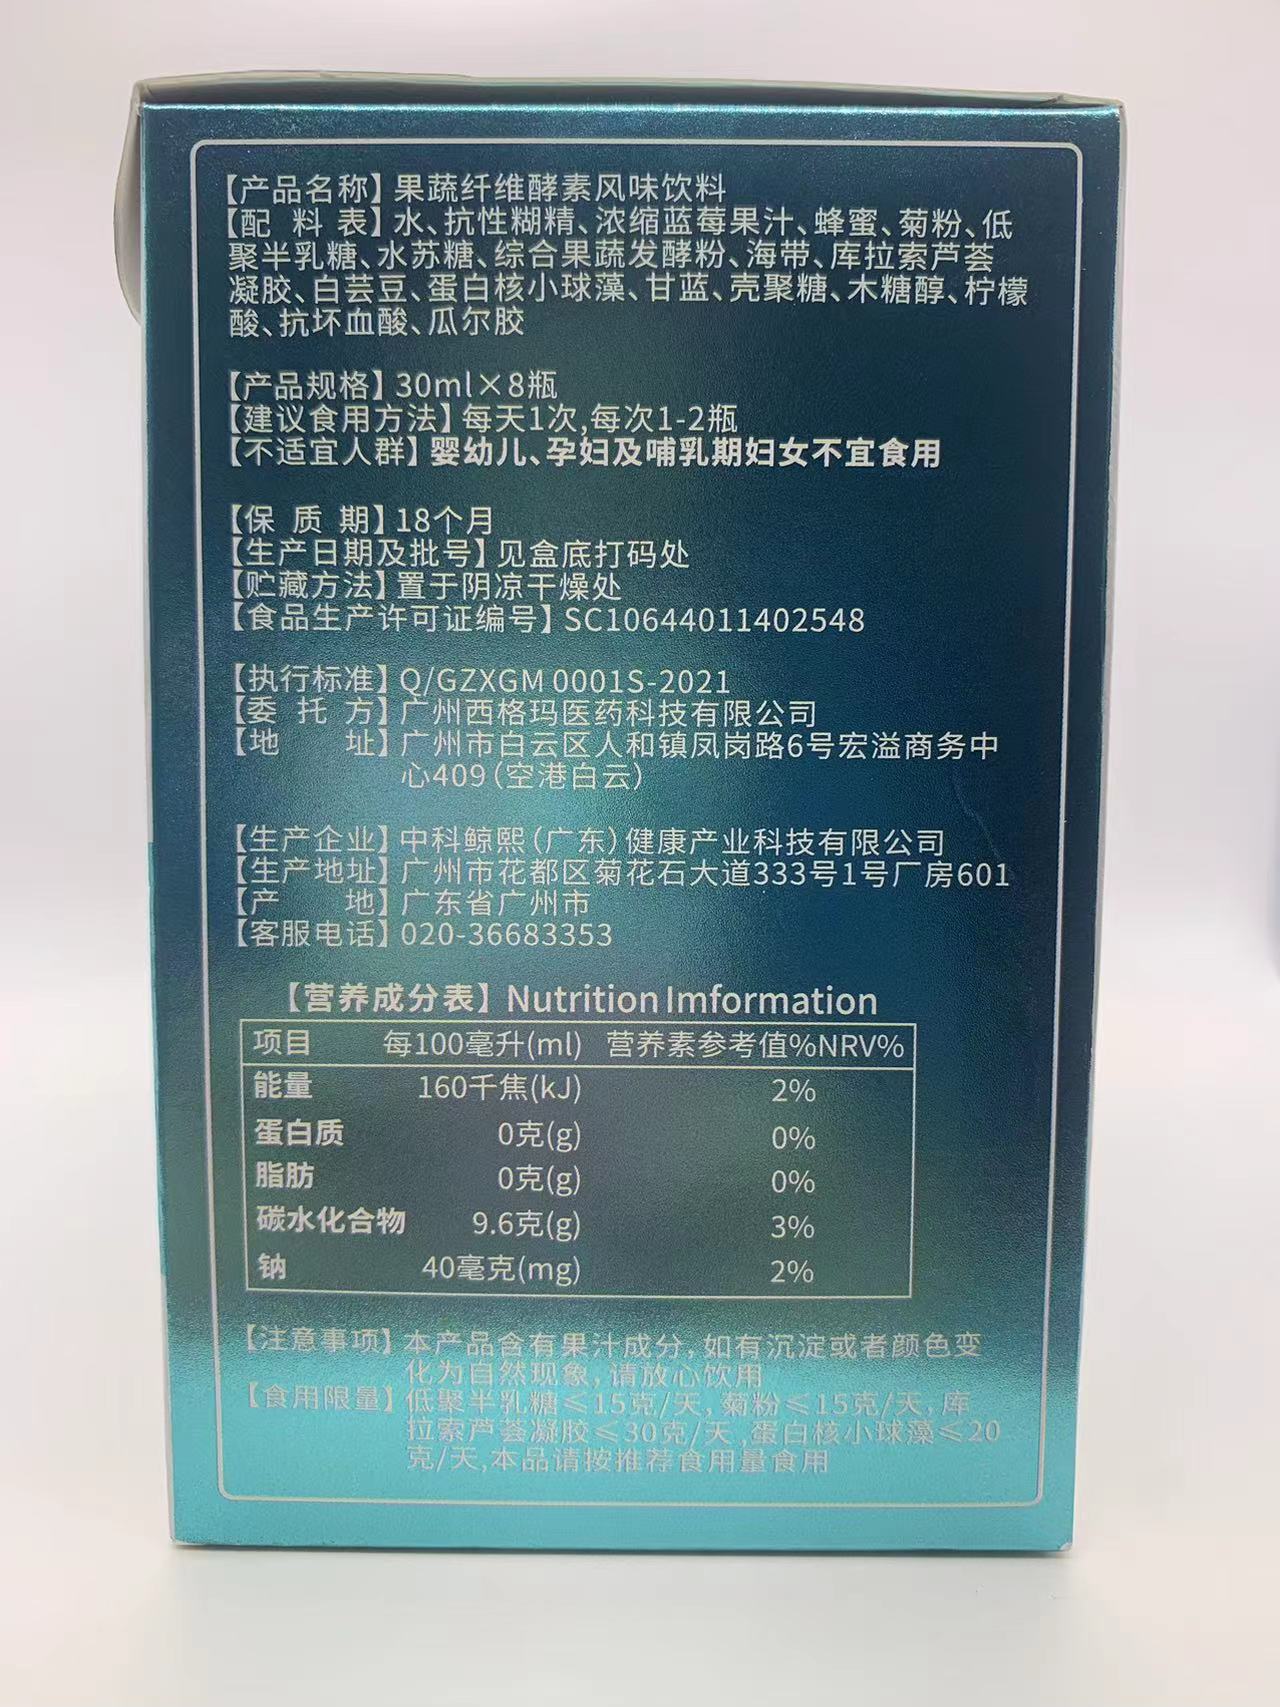 【产品名称】果蔬纤维酵素风味饮料
【配 料 表】水、抗性糊精、浓缩蓝莓果汁、蜂蜜、菊粉、低
聚半乳糖、水苏糖、综合果蔬发酵粉、海带、库拉索芦荟
凝胶、白芸豆、蛋白核小球藻、甘蓝、壳聚糖、木糖醇、柠檬
酸、抗坏血酸、瓜尔胶
【产品规格】30ml×8瓶
【建议食用方法】每天1次,每次1-2瓶
【不适宜人群】婴幼儿、孕妇及哺乳期妇女不宜食用
【保 质 期】18个月
【生产日期及批号】见盒底打码处
【贮藏方法】置于阴凉干燥处
【食品生产许可证编号】SC10644011402548
【执行标准】Q/GZXGM 0001S-2021
【委 托 方】广州西格玛医药科技有限公司
【地 址】广州市白云区人和镇凤岗路6号宏溢商务中
心409(空港白云)
【生产企业】中科鲸熙(广东)健康产业科技有限公司
【生产地址】广州市花都区菊花石大道333号1号厂房601
【产 地】广东省广州市
【客服电话】020-36683353
【营养成分表】Nutrition Imformation
项目 每100毫升(ml) 营养素参考值%NRV%
能量 160千焦(kJ) 2%
蛋白质 0克(g) 0%
脂肪 0克(g) 0%
碳水化合物 9.6克(g) 3%
钠 40毫克(mg) 2%
【注意事项】本产品含有果汁成分,如有沉淀或者颜色变
化为自然现象,请放心饮用
【食用限量】低聚半乳糖≤15克/天,菊粉≤15克/天,库
拉索芦荟凝胶≤30克/天,蛋白核小球藻≤20
克/天,本品请按推荐食用量食用